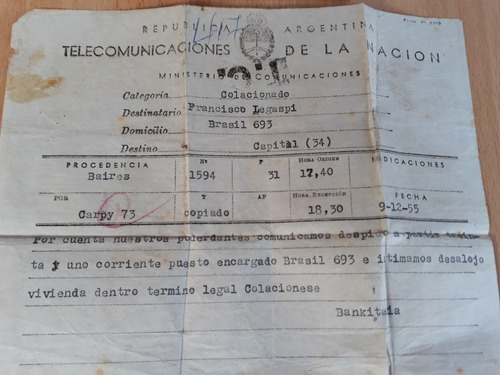 REPUBLICA ARGENTINA
TELECOMUNICACIONES DE LA NACION
MINISTERIO DE COMUNICACIONES
Categoría Colacionado
Destinatario Francisco Legaspi
Domicilio Brasil 693
Destino Capital (34)
PROCEDENCIA Nº P HORA ORIGEN INDICACIONES
Baires 1594 31 17,40
POR T AP HORA RECEPCIÓN FECHA
Carpy 73 copiado 18,30 9-12-55
Por cuenta nuestros poderdantes comunicamos despido a partir
ta y uno corriente puesto encargado Brasil 693 e itimamos desalojo
vivienda dentro termino legal Colacionese
Bankitaia